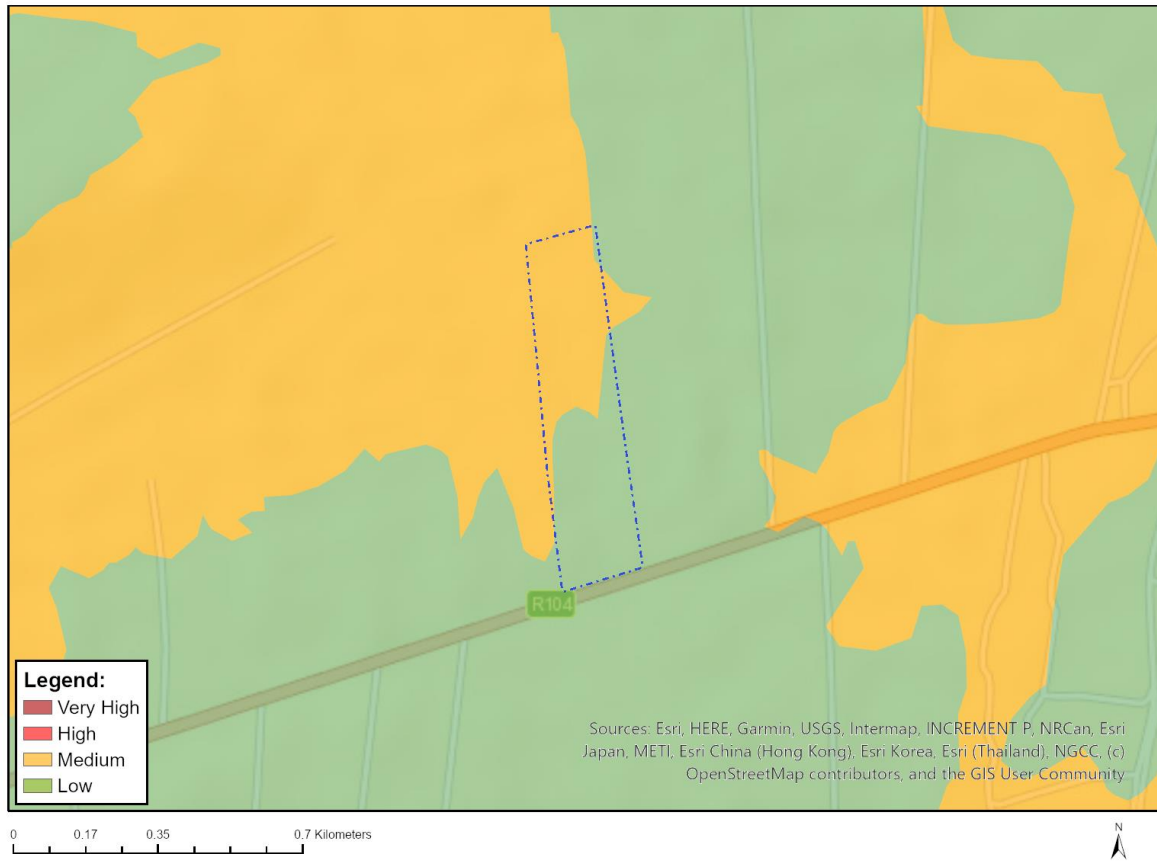 R104
Legend:
Very High
High
Medium
Low
Sources: Esri, HERE, Garmin, USGS, Intermap, INCREMENT P, NRCan, Esri
Japan, METI, Esri China (Hong Kong), Esri Korea, Esri (Thailand), NGCC, (c)
OpenStreetMap contributors, and the GIS User Community
0 0.17 0.35 0.7 Kilometers
N